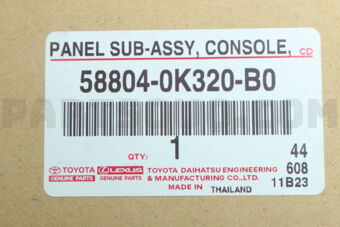 PANEL SUB-ASSY, CONSOLE, CD
58804-0K320-B0
QTY: 1 44
TOYOTA LEXUS TOYOTA DAIHATSU ENGINEERING 608
GENUINE PARTS GENUINE PARTS & MANUFACTURING CO.,LTD. 11B23
MADE IN THAILAND